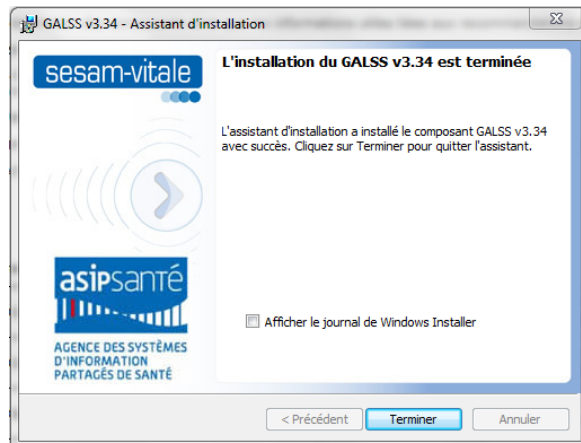 GALSS v3.34 - Assistant d'installation
sesam-vitale
L'installation du GALSS v3.34 est terminée
L'assistant d'installation a installé le composant GALSS v3.34
avec succès. Cliquez sur Terminer pour quitter l'assistant.
asipsanté
AGENCE DES SYSTÈMES
D'INFORMATION
PARTAGÉS DE SANTÉ
Afficher le journal de Windows Installer
< Précédent
Terminer
Annuler